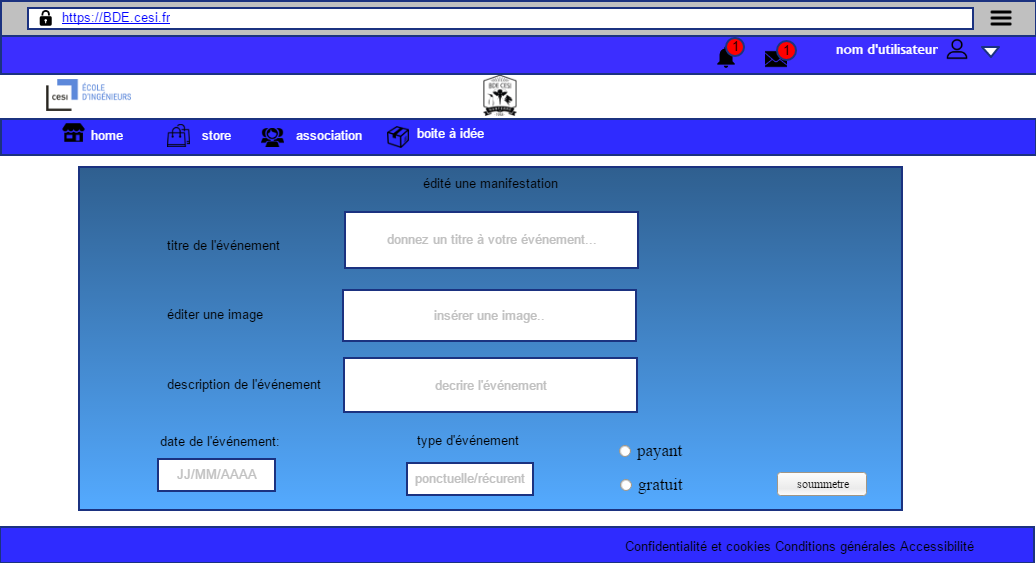 https://BDE.cesi.fr
1
1
nom d'utilisateur
cesi
ÉCOLE
D'INGÉNIEURS
BDE CESI
home
store
association
boite à idée
édité une manifestation
titre de l'événement
donnez un titre à votre événement...
éditer une image
insérer une image..
description de l'événement
decrire l'événement
date de l'événement:
type d'événement
payant
JJ/MM/AAAA
ponctuelle/récurent
gratuit
soummetre
Confidentialité et cookies Conditions générales Accessibilité